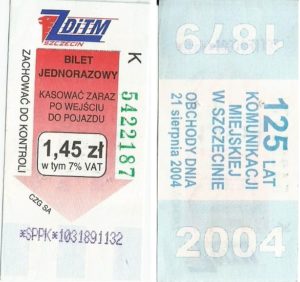 ZDiTM
SZCZECIN
BILET
JEDNORAZOWY
KASOWAĆ ZARAZ
PO WEJŚCIU
DO POJAZDU
1,45 zł
w tym 7% VAT
ZACHOWAĆ DO KONTROLI
K
5422187
CZG SA
*SPPK*1031891132
1879
125 LAT
KOMUNIKACJI
MIEJSKIEJ
W SZCZECINIE
OBCHODY DNIA
21 sierpnia 2004
2004